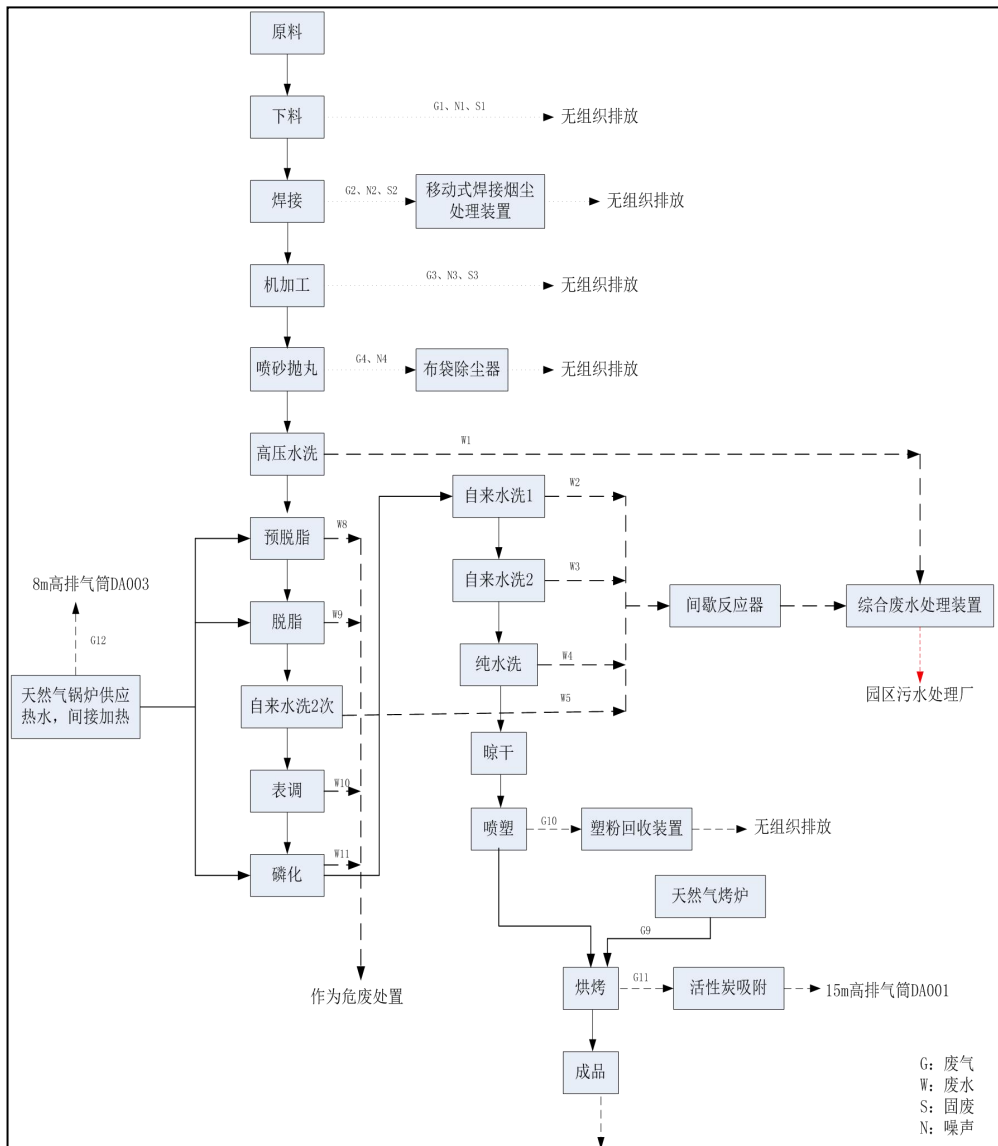 原料
下料
G1、N1、S1
无组织排放
焊接
G2、N2、S2
移动式焊接烟尘
处理装置
无组织排放
机加工
G3、N3、S3
无组织排放
喷砂抛丸
G4、N4
布袋除尘器
无组织排放
高压水洗
W1
自来水洗1
W2
预脱脂
W8
8m高排气筒DA003
自来水洗2
W3
间歇反应器
综合废水处理装置
脱脂
W9
G12
纯水洗
W4
天然气锅炉供应
热水，间接加热
自来水洗2次
W5
园区污水处理厂
晾干
表调
W10
喷塑
G10
塑粉回收装置
无组织排放
磷化
W11
天然气烤炉
G9
作为危废处置
烘烤
G11
活性炭吸附
15m高排气筒DA001
成品
G：废气
W：废水
S：固废
N：噪声